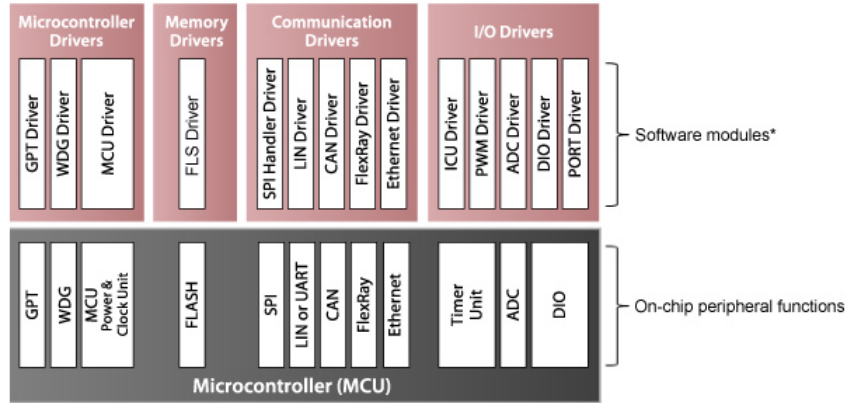 Microcontroller
Drivers
Memory
Drivers
Communication
Drivers
I/O Drivers
GPT Driver
WDG Driver
MCU Driver
FLS Driver
SPI Handler Driver
LIN Driver
CAN Driver
FlexRay Driver
Ethernet Driver
ICU Driver
PWM Driver
ADC Driver
DIO Driver
PORT Driver
Software modules*
GPT
WDG
MCU
Power &
Clock Unit
FLASH
SPI
LIN or UART
CAN
FlexRay
Ethernet
Timer
Unit
ADC
DIO
On-chip peripheral functions
Microcontroller (MCU)